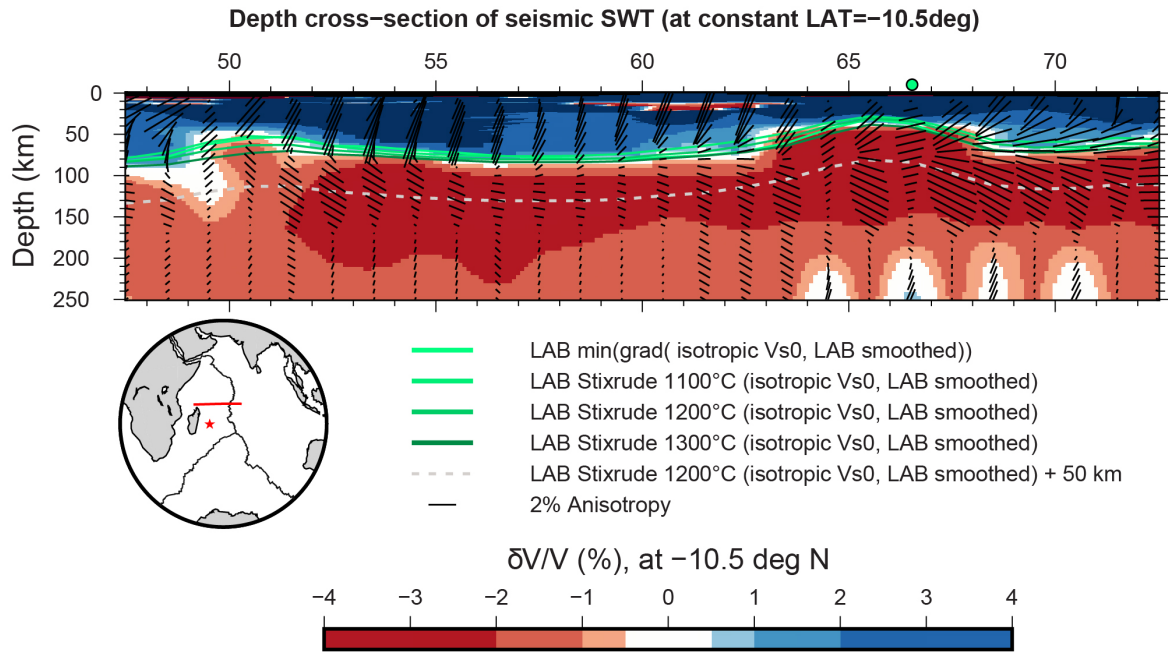 Depth cross−section of seismic SWT (at constant LAT=−10.5deg)
50 55 60 65 70
Depth (km)
0
50
100
150
200
250
LAB min(grad( isotropic Vs0, LAB smoothed))
LAB Stixrude 1100°C (isotropic Vs0, LAB smoothed)
LAB Stixrude 1200°C (isotropic Vs0, LAB smoothed)
LAB Stixrude 1300°C (isotropic Vs0, LAB smoothed)
LAB Stixrude 1200°C (isotropic Vs0, LAB smoothed) + 50 km
2% Anisotropy
δV/V (%), at −10.5 deg N
−4 −3 −2 −1 0 1 2 3 4